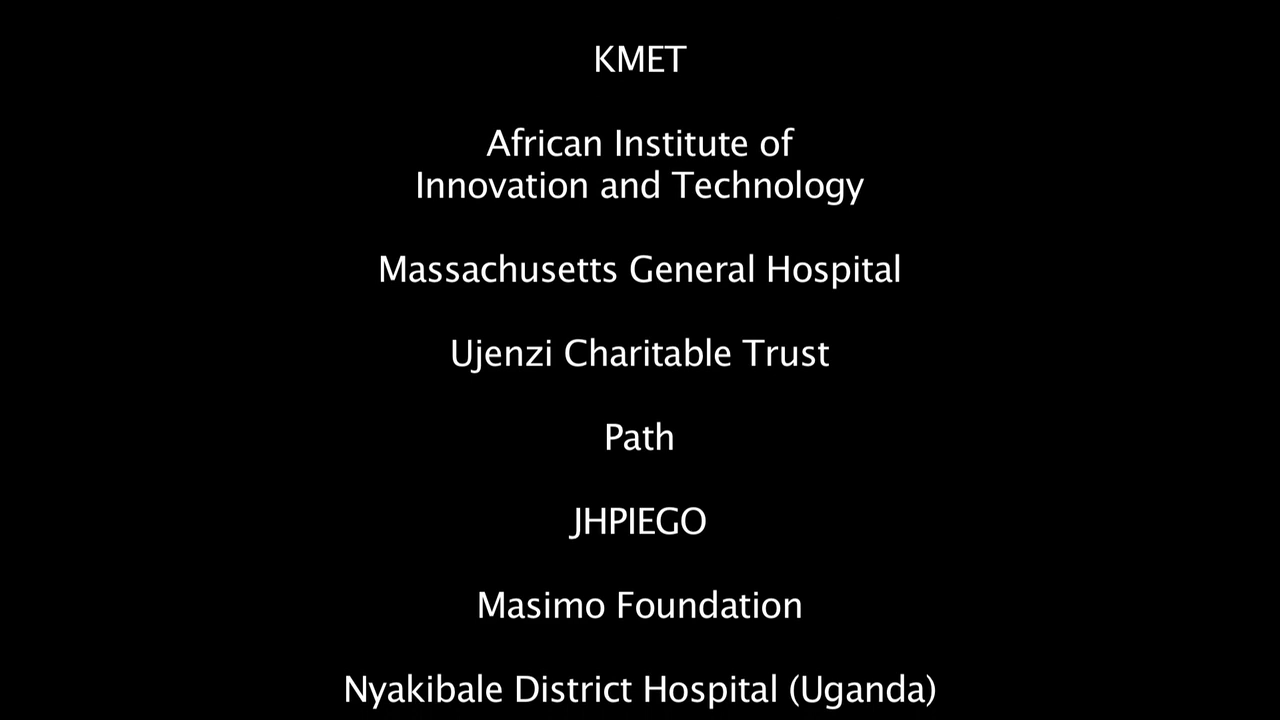 KMET
African Institute of
Innovation and Technology
Massachusetts General Hospital
Ujenzi Charitable Trust
Path
JHPIEGO
Masimo Foundation
Nyakibale District Hospital (Uganda)